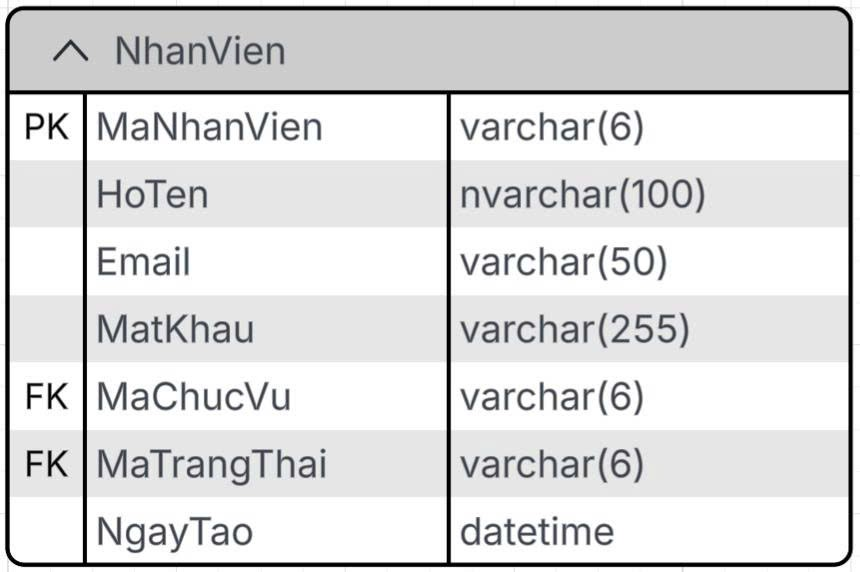 NhanVien
PK MaNhanVien varchar(6)
HoTen nvarchar(100)
Email varchar(50)
MatKhau varchar(255)
FK MaChucVu varchar(6)
FK MaTrangThai varchar(6)
NgayTao datetime